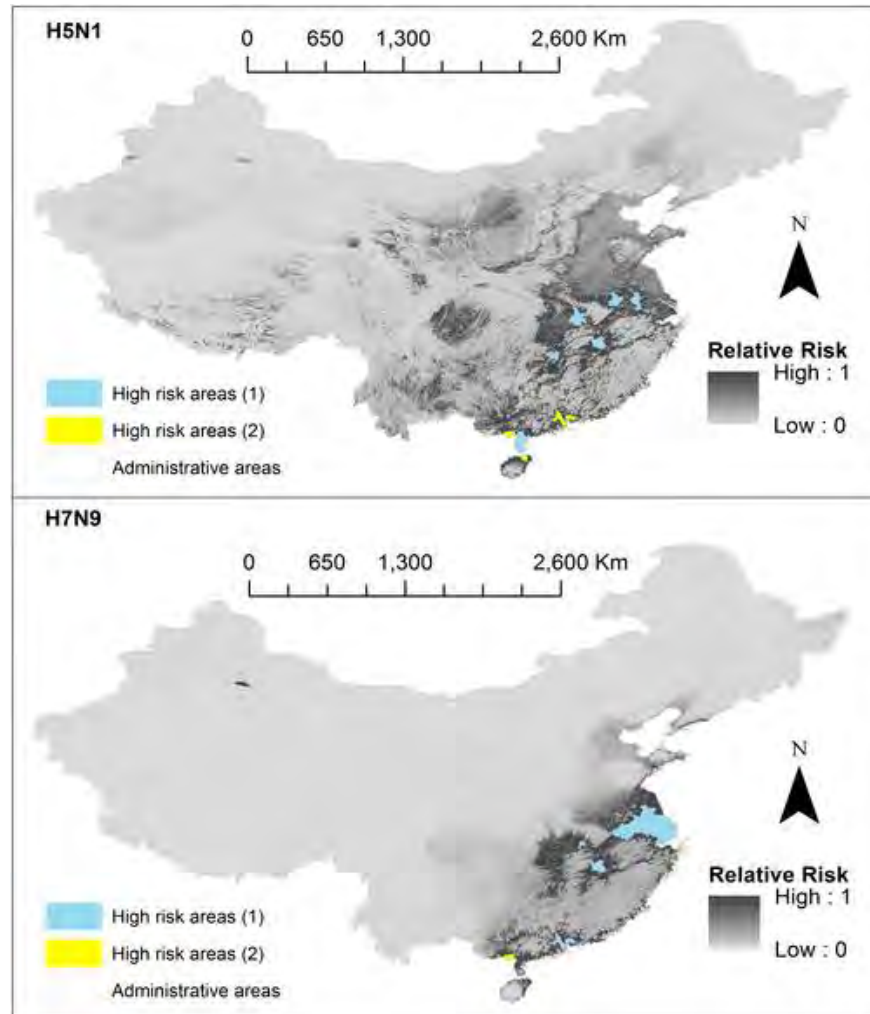 H5N1
0 650 1,300 2,600 Km
N
Relative Risk
High : 1
Low : 0
High risk areas (1)
High risk areas (2)
Administrative areas
H7N9
0 650 1,300 2,600 Km
N
Relative Risk
High : 1
Low : 0
High risk areas (1)
High risk areas (2)
Administrative areas